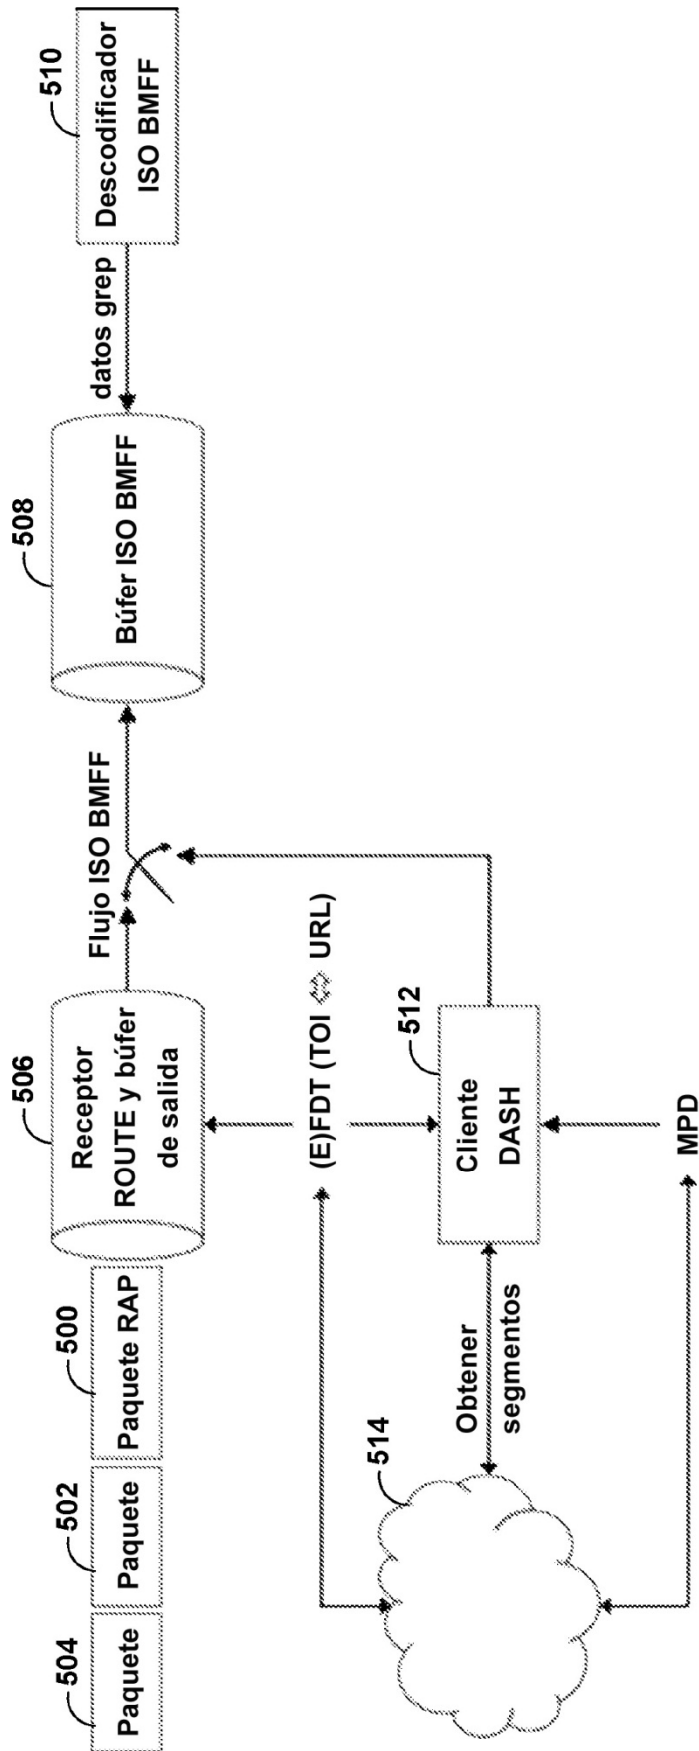 504
Paquete
502
Paquete
500
Paquete RAP
506
Receptor
ROUTE y búfer
de salida
Flujo ISO BMFF
508
Búfer ISO BMFF
datos grep
510
Descodificador
ISO BMFF
(E)FDT (TOI ⇔ URL)
514
Obtener
segmentos
512
Cliente
DASH
MPD